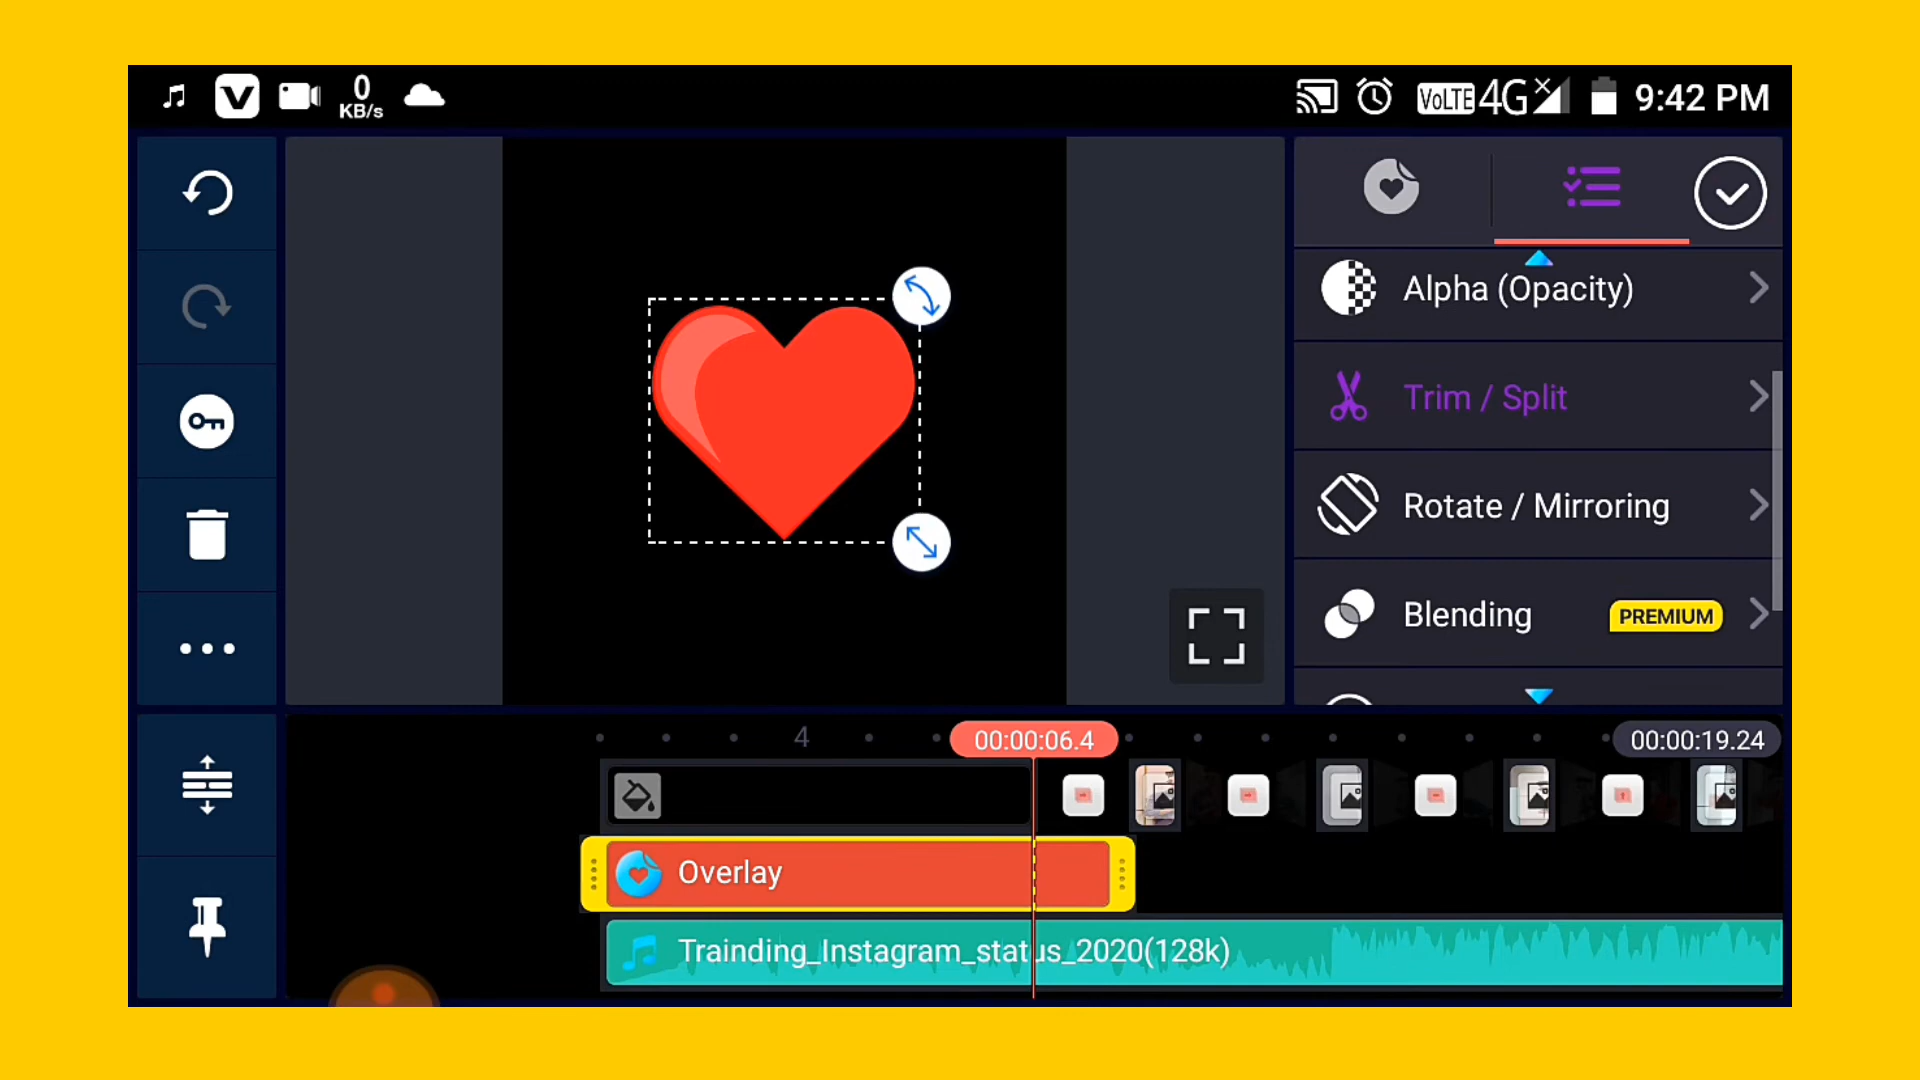 0
KB/s
VoLTE 4G 9:42 PM
Alpha (Opacity)
Trim / Split
Rotate / Mirroring
Blending PREMIUM
4 00:00:06.4 00:00:19.24
Overlay
Trainding_Instagram_status_2020(128k)